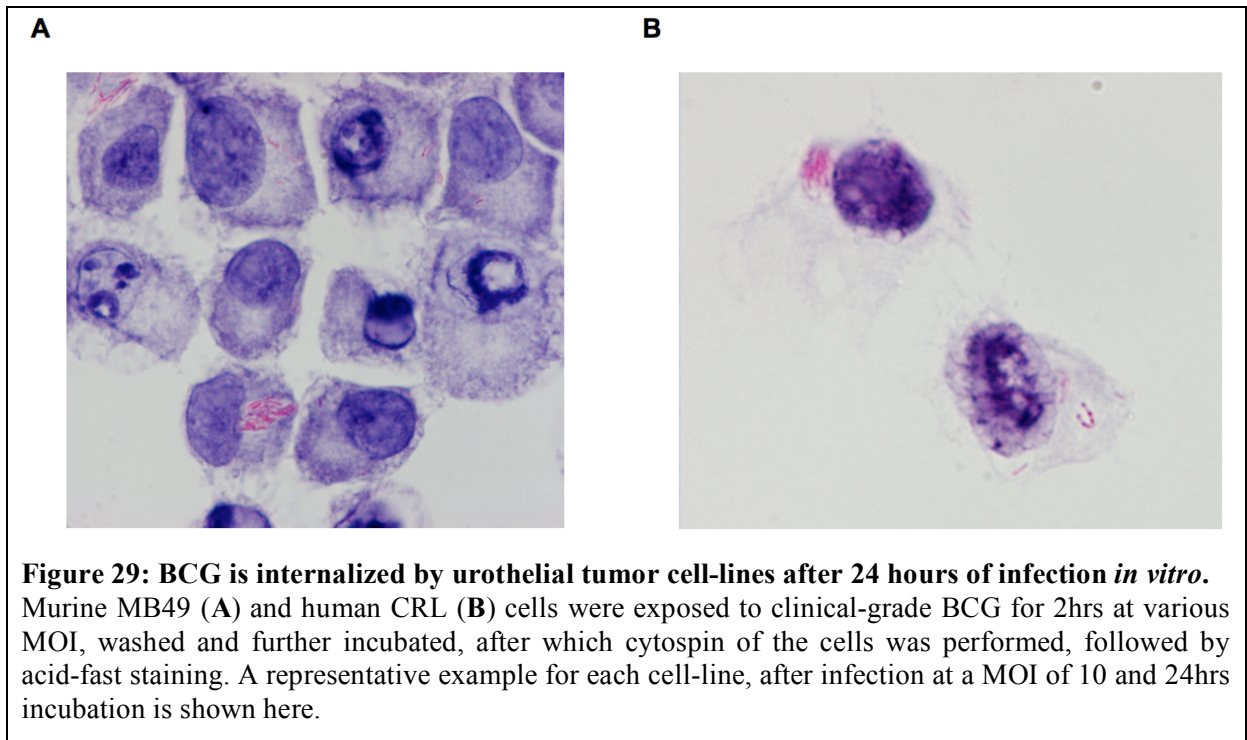 A
B
Figure 29: BCG is internalized by urothelial tumor cell-lines after 24 hours of infection in vitro.
Murine MB49 (A) and human CRL (B) cells were exposed to clinical-grade BCG for 2hrs at various
MOI, washed and further incubated, after which cytospin of the cells was performed, followed by
acid-fast staining. A representative example for each cell-line, after infection at a MOI of 10 and 24hrs
incubation is shown here.